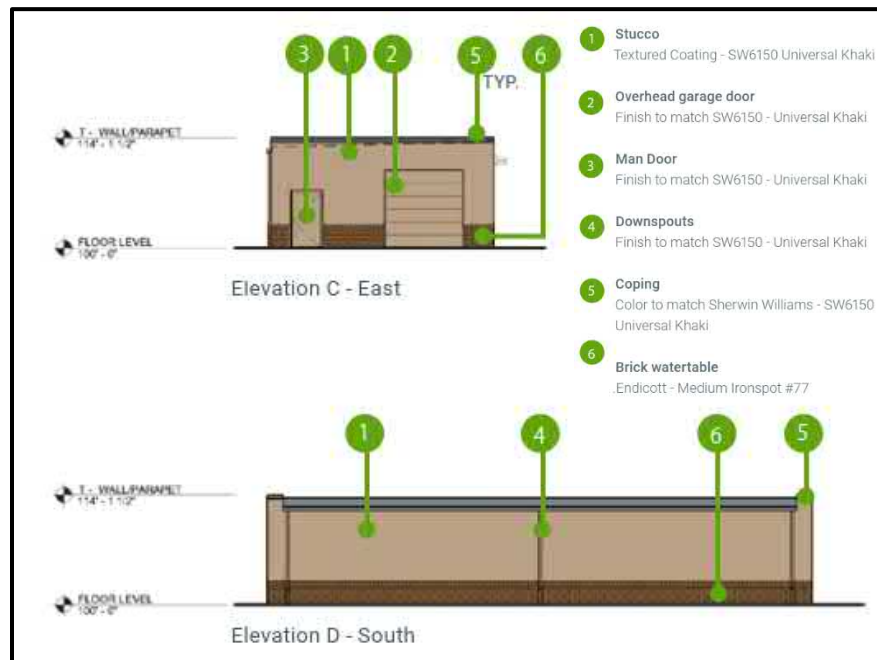 3
1
2
5
6
TYP.
T - WALL/PARAPET
114' - 1 1/2"
FLOOR LEVEL
100' - 0"
Elevation C - East
1
Stucco
Textured Coating - SW6150 Universal Khaki
2
Overhead garage door
Finish to match SW6150 - Universal Khaki
3
Man Door
Finish to match SW6150 - Universal Khaki
4
Downspouts
Finish to match SW6150 - Universal Khaki
5
Coping
Color to match Sherwin Williams - SW6150
Universal Khaki
6
Brick watertable
.Endicott - Medium Ironspot #77
1
4
6
5
T - WALL/PARAPET
114' - 1 1/2"
FLOOR LEVEL
100' - 0"
Elevation D - South